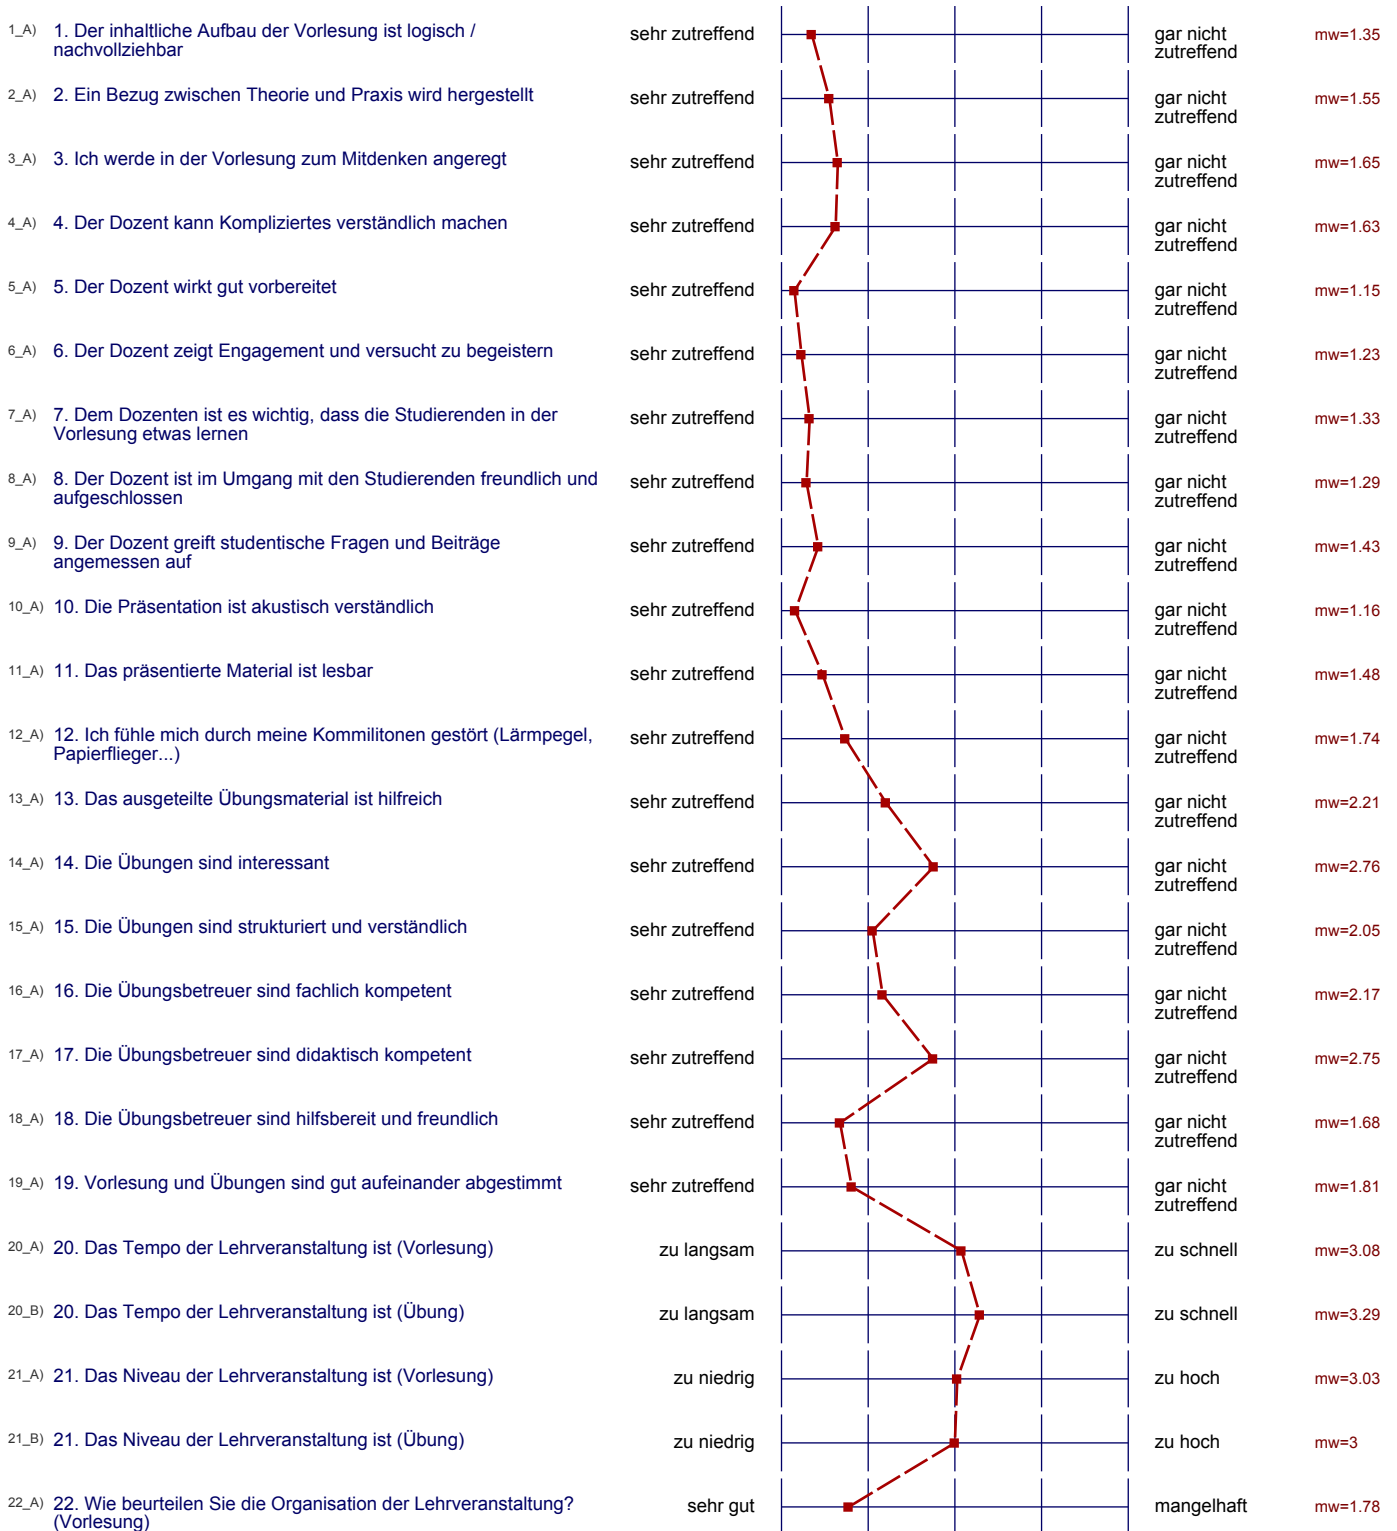 1_A) 1. Der inhaltliche Aufbau der Vorlesung ist logisch / sehr zutreffend gar nicht mw=1.35
nachvollziehbar zutreffend
2_A) 2. Ein Bezug zwischen Theorie und Praxis wird hergestellt sehr zutreffend gar nicht mw=1.55
zutreffend
3_A) 3. Ich werde in der Vorlesung zum Mitdenken angeregt sehr zutreffend gar nicht mw=1.65
zutreffend
4_A) 4. Der Dozent kann Kompliziertes verständlich machen sehr zutreffend gar nicht mw=1.63
zutreffend
5_A) 5. Der Dozent wirkt gut vorbereitet sehr zutreffend gar nicht mw=1.15
zutreffend
6_A) 6. Der Dozent zeigt Engagement und versucht zu begeistern sehr zutreffend gar nicht mw=1.23
zutreffend
7_A) 7. Dem Dozenten ist es wichtig, dass die Studierenden in der sehr zutreffend gar nicht mw=1.33
Vorlesung etwas lernen zutreffend
8_A) 8. Der Dozent ist im Umgang mit den Studierenden freundlich und sehr zutreffend gar nicht mw=1.29
aufgeschlossen zutreffend
9_A) 9. Der Dozent greift studentische Fragen und Beiträge sehr zutreffend gar nicht mw=1.43
angemessen auf zutreffend
10_A) 10. Die Präsentation ist akustisch verständlich sehr zutreffend gar nicht mw=1.16
zutreffend
11_A) 11. Das präsentierte Material ist lesbar sehr zutreffend gar nicht mw=1.48
zutreffend
12_A) 12. Ich fühle mich durch meine Kommilitonen gestört (Lärmpegel, sehr zutreffend gar nicht mw=1.74
Papierflieger...) zutreffend
13_A) 13. Das ausgeteilte Übungsmaterial ist hilfreich sehr zutreffend gar nicht mw=2.21
zutreffend
14_A) 14. Die Übungen sind interessant sehr zutreffend gar nicht mw=2.76
zutreffend
15_A) 15. Die Übungen sind strukturiert und verständlich sehr zutreffend gar nicht mw=2.05
zutreffend
16_A) 16. Die Übungsbetreuer sind fachlich kompetent sehr zutreffend gar nicht mw=2.17
zutreffend
17_A) 17. Die Übungsbetreuer sind didaktisch kompetent sehr zutreffend gar nicht mw=2.75
zutreffend
18_A) 18. Die Übungsbetreuer sind hilfsbereit und freundlich sehr zutreffend gar nicht mw=1.68
zutreffend
19_A) 19. Vorlesung und Übungen sind gut aufeinander abgestimmt sehr zutreffend gar nicht mw=1.81
zutreffend
20_A) 20. Das Tempo der Lehrveranstaltung ist (Vorlesung) zu langsam zu schnell mw=3.08
20_B) 20. Das Tempo der Lehrveranstaltung ist (Übung) zu langsam zu schnell mw=3.29
21_A) 21. Das Niveau der Lehrveranstaltung ist (Vorlesung) zu niedrig zu hoch mw=3.03
21_B) 21. Das Niveau der Lehrveranstaltung ist (Übung) zu niedrig zu hoch mw=3
22_A) 22. Wie beurteilen Sie die Organisation der Lehrveranstaltung? sehr gut mangelhaft mw=1.78
(Vorlesung)